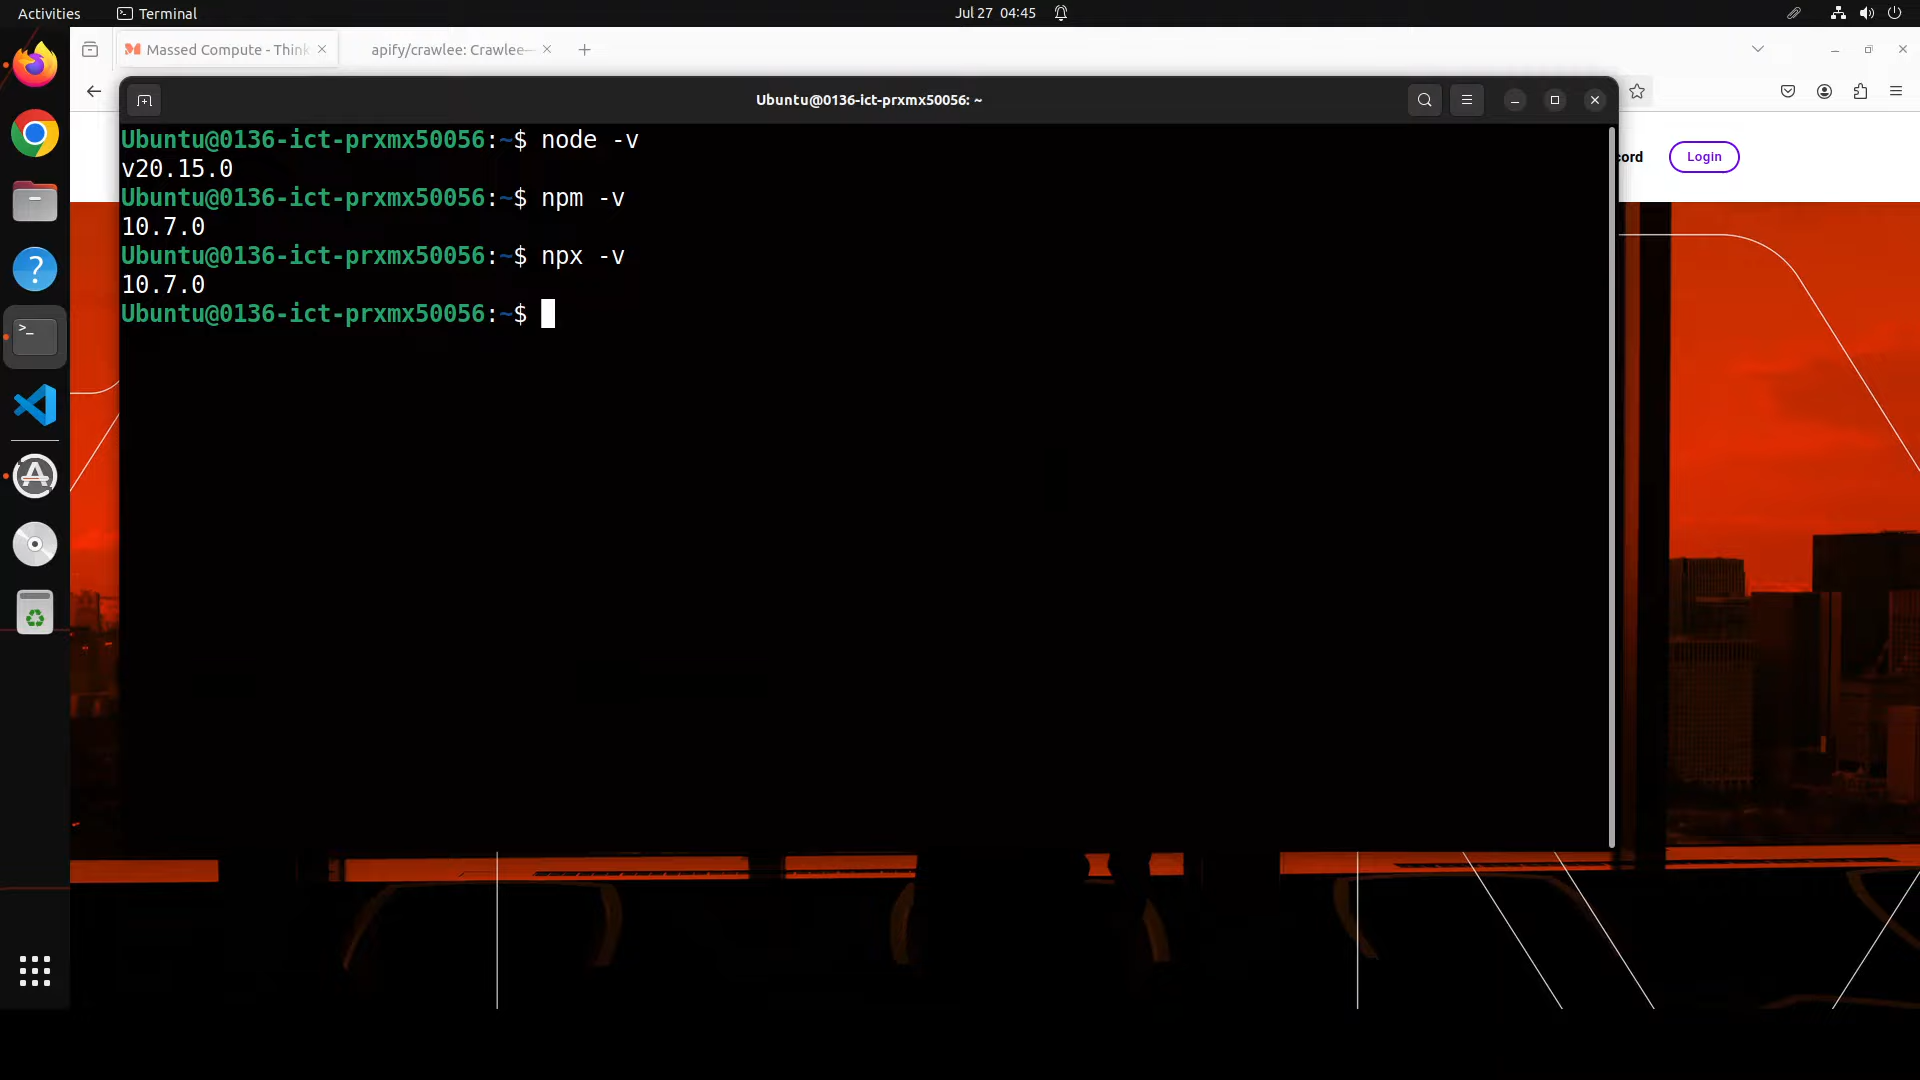 Activities
Terminal
Jul 27 04:45
Massed Compute - Think
apify/crawlee: Crawlee—
Ubuntu@0136-ict-prxmx50056: ~
cord
Login
Ubuntu@0136-ict-prxmx50056:~$ node -v
v20.15.0
Ubuntu@0136-ict-prxmx50056:~$ npm -v
10.7.0
Ubuntu@0136-ict-prxmx50056:~$ npx -v
10.7.0
Ubuntu@0136-ict-prxmx50056:~$